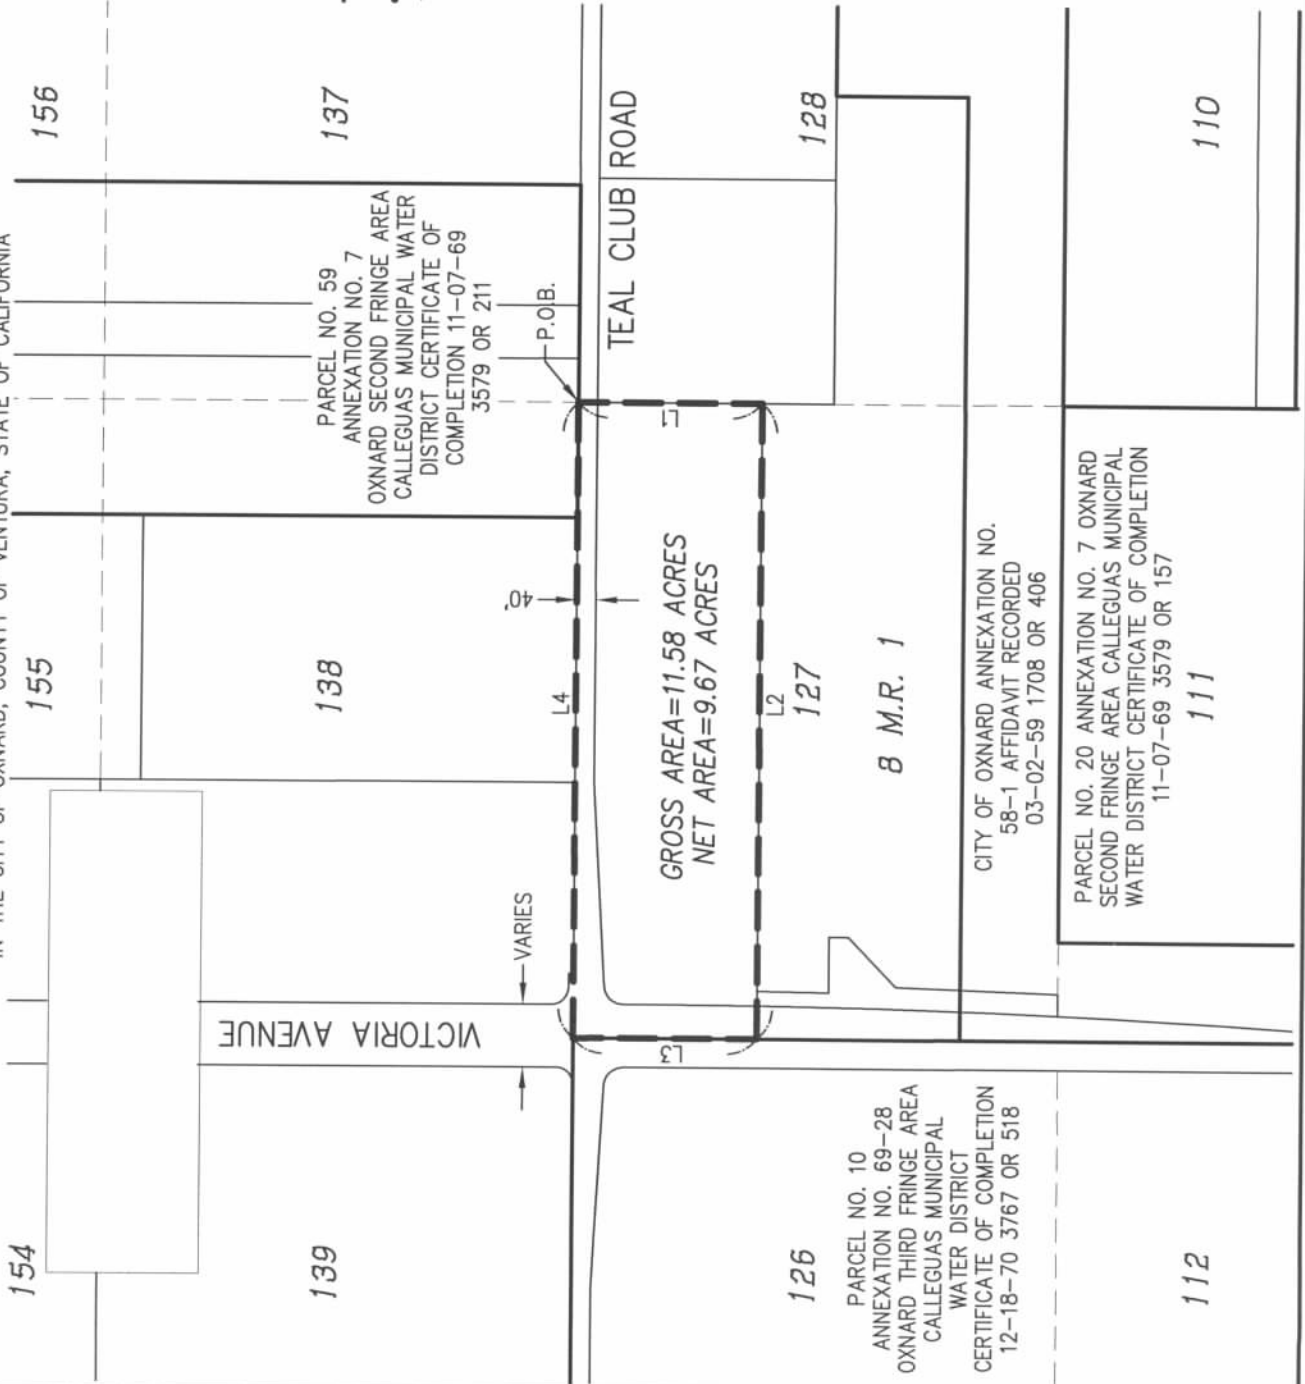 IN THE CITY OF OXNARD, COUNTY OF VENTURA, STATE OF CALIFORNIA
154
155
156
139
138
137
PARCEL NO. 59
ANNEXATION NO. 7
OXNARD SECOND FRINGE AREA
CALLEGUAS MUNICIPAL WATER
DISTRICT CERTIFICATE OF
COMPLETION 11-07-69
3579 OR 211
VICTORIA AVENUE
VARIES
40'
P.O.B.
L4
TEAL CLUB ROAD
L3
L1
GROSS AREA=11.58 ACRES
NET AREA=9.67 ACRES
L2
126
127
128
8 M.R. 1
PARCEL NO. 10
ANNEXATION NO. 69-28
OXNARD THIRD FRINGE AREA
CALLEGUAS MUNICIPAL
WATER DISTRICT
CERTIFICATE OF COMPLETION
12-18-70 3767 OR 518
CITY OF OXNARD ANNEXATION NO.
58-1 AFFIDAVIT RECORDED
03-02-59 1708 OR 406
PARCEL NO. 20 ANNEXATION NO. 7 OXNARD
SECOND FRINGE AREA CALLEGUAS MUNICIPAL
WATER DISTRICT CERTIFICATE OF COMPLETION
11-07-69 3579 OR 157
112
111
110